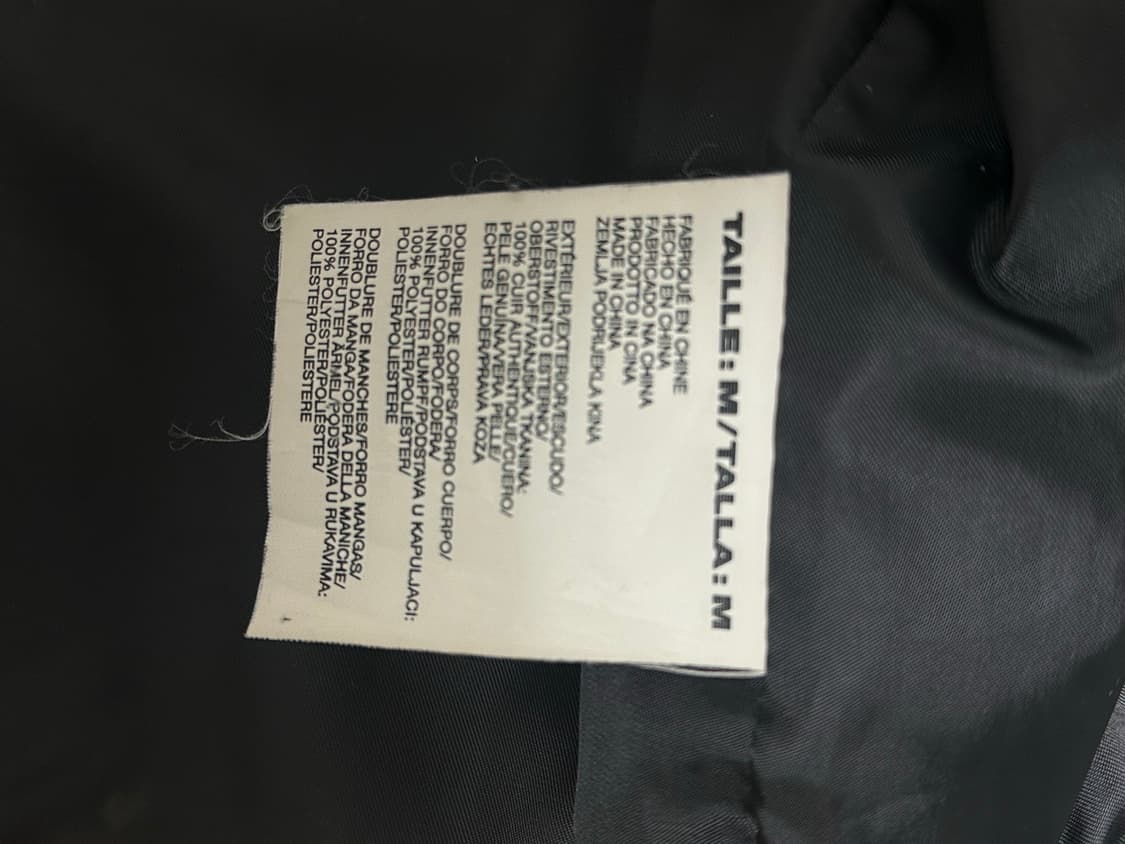 TAILLE : M/TALLA : M
FABRIQUÉ EN CHINE
HECHO EN CHINA
FABRICADO NA CHINA
PRODOTTO IN CINA
MADE IN CHINA
ZEMLJA PODRIJEKLA KINA
EXTÉRIEUR/EXTERIOR/ESCUDO/
RIVESTIMENTO ESTERNO/
OBERSTOFF/VANJSKA TKANINA:
100% CUIR AUTHENTIQUE/CUERO/
PELE GENUÍNA/VERA PELLE/
ECHTES LEDER/PRAVA KOŽA
DOUBLURE DE CORPS/FORRO CUERPO/
FORRO DO CORPO/FODERA/
INNENFUTTER RUMPF/PODSTAVA U KAPULJACI:
100% POLYESTER/POLIÉSTER/
POLIESTER/POLIESTERE
DOUBLURE DE MANCHES/FORRO MANGAS/
FORRO DA MANGA/FODERA DELLA MANICHE/
INNENFUTTER ÄRMEL/PODSTAVA U RUKAVIMA:
100% POLYESTER/POLIÉSTER/
POLIESTER/POLIESTERE